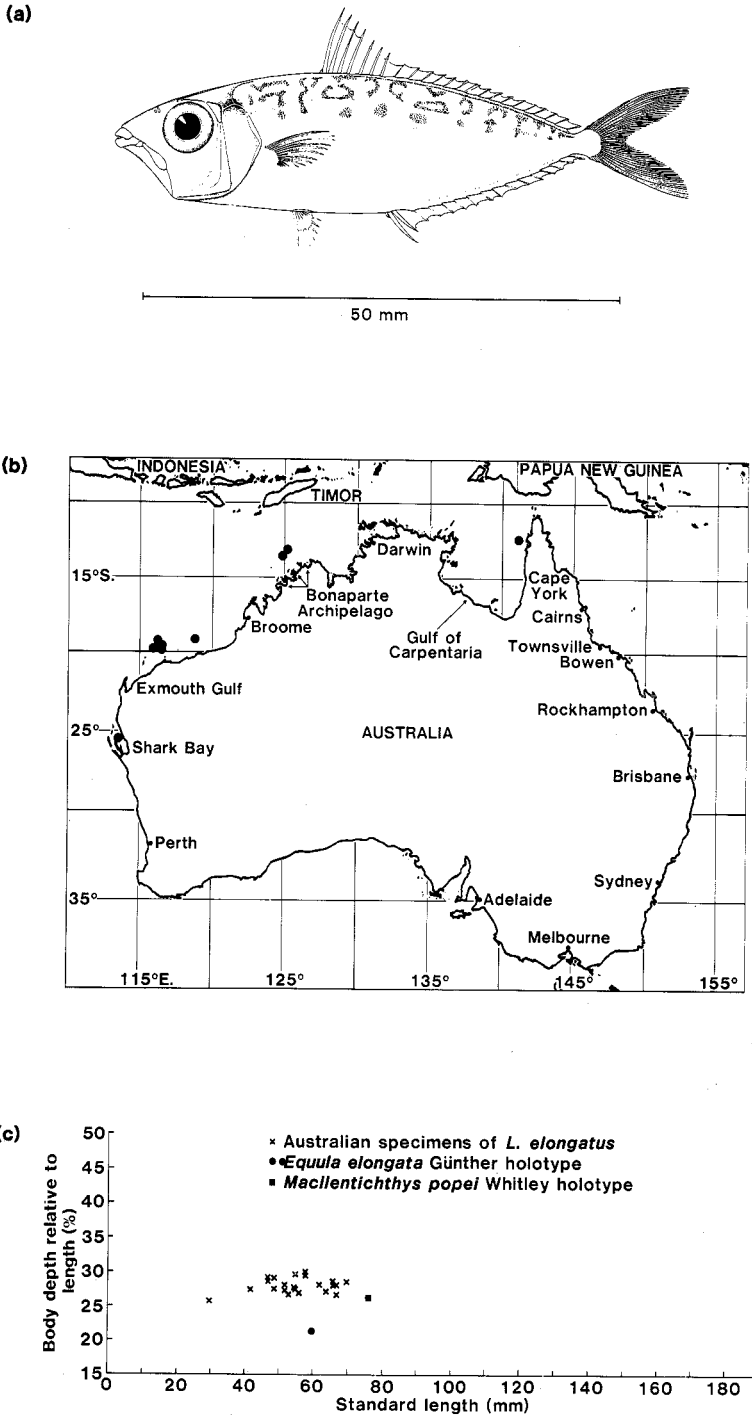 (a)
50 mm
(b)
INDONESIA
PAPUA NEW GUINEA
TIMOR
Darwin
15°S.
Bonaparte
Archipelago
Cape
York
Broome
Cairns
Gulf of
Carpentaria
Townsville
Bowen
Exmouth Gulf
Rockhampton
25°
AUSTRALIA
Shark Bay
Brisbane
Perth
Sydney
35°
Adelaide
Melbourne
115°E.
125°
135°
145°
155°
(c)
Body depth relative to
length (%)
50
45
40
35
30
25
20
15
× Australian specimens of L. elongatus
●●Equula elongata Günther holotype
■ Macilentichthys popei Whitley holotype
0 20 40 60 80 100 120 140 160 180
Standard length (mm)